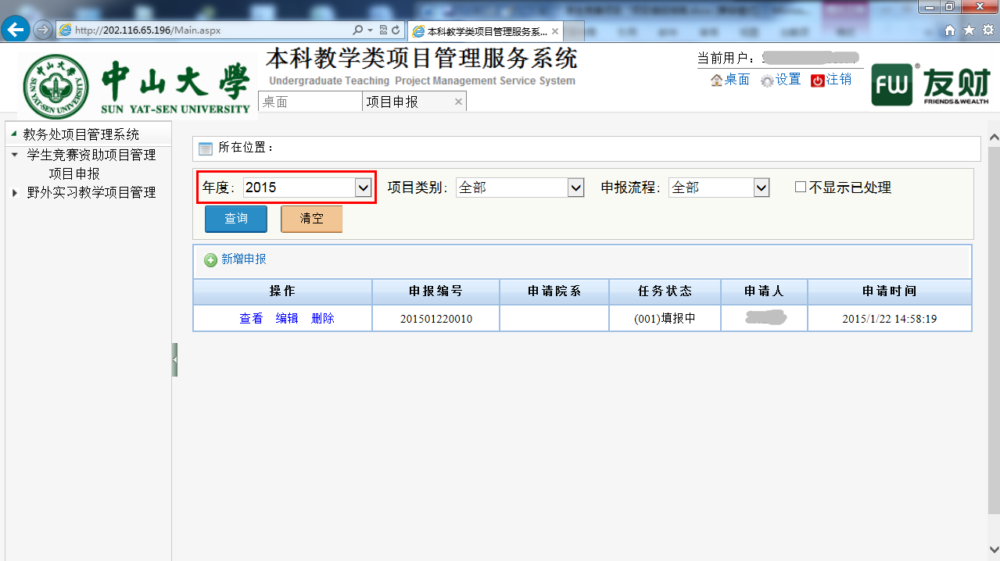 http://202.116.65.196/Main.aspx
本科教学类项目管理服务系...
中山大學
SUN YAT-SEN UNIVERSITY
本科教学类项目管理服务系统
Undergraduate Teaching Project Management Service System
桌面
项目申报
当前用户：
桌面 设置 注销
FW
友财
FRIENDS&WEALTH
教务处项目管理系统
学生竞赛资助项目管理
项目申报
野外实习教学项目管理
所在位置：
年度: 2015 项目类别: 全部 申报流程: 全部 不显示已处理
查询 清空
新增申报
操作 申报编号 申请院系 任务状态 申请人 申请时间
查看 编辑 删除 201501220010 (001)填报中 2015/1/22 14:58:19